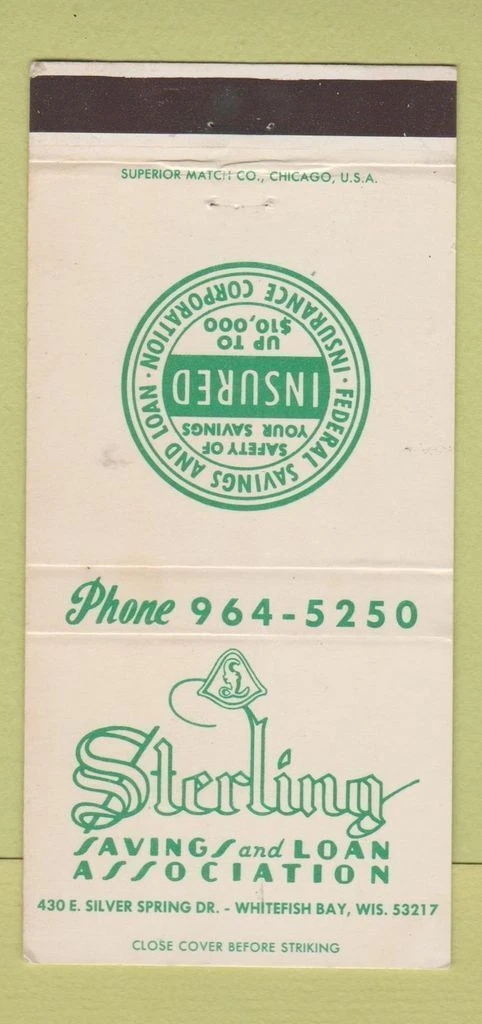 SUPERIOR MATCH CO., CHICAGO, U.S.A.
FEDERAL SAVINGS AND LOAN · INSURANCE CORPORATION ·
SAFETY OF
YOUR SAVINGS
INSURED
UP TO
$10,000
Phone 964-5250
Sterling
SAVINGS and LOAN
ASSOCIATION
430 E. SILVER SPRING DR. - WHITEFISH BAY, WIS. 53217
CLOSE COVER BEFORE STRIKING